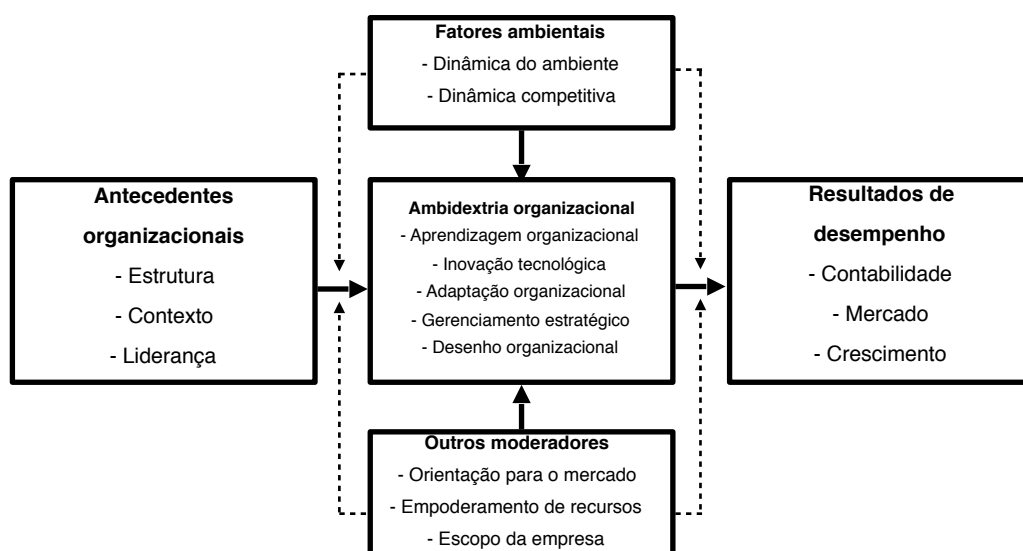 Fatores ambientais
- Dinâmica do ambiente
- Dinâmica competitiva
Antecedentes
organizacionais
- Estrutura
- Contexto
- Liderança
Ambidextria organizacional
- Aprendizagem organizacional
- Inovação tecnológica
- Adaptação organizacional
- Gerenciamento estratégico
- Desenho organizacional
Resultados de
desempenho
- Contabilidade
- Mercado
- Crescimento
Outros moderadores
- Orientação para o mercado
- Empoderamento de recursos
- Escopo da empresa